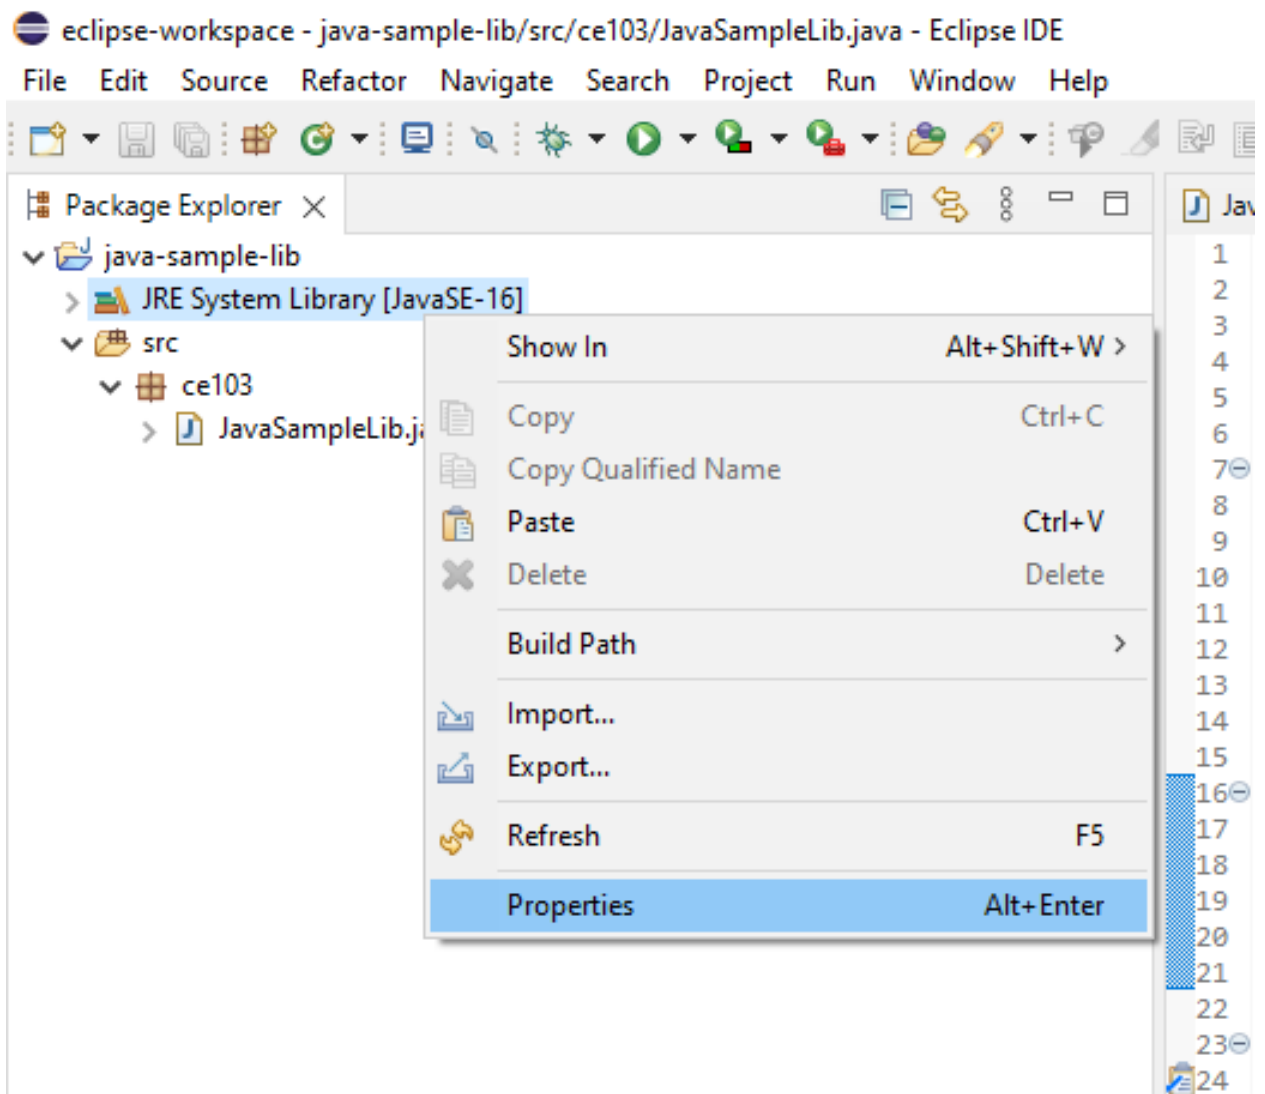 eclipse-workspace - java-sample-lib/src/ce103/JavaSampleLib.java - Eclipse IDE
File Edit Source Refactor Navigate Search Project Run Window Help
Package Explorer
java-sample-lib
JRE System Library [JavaSE-16]
src
ce103
JavaSampleLib.j
Show In Alt+Shift+W
Copy Ctrl+C
Copy Qualified Name
Paste Ctrl+V
Delete Delete
Build Path
Import...
Export...
Refresh F5
Properties Alt+Enter
Jav
1
2
3
4
5
6
7
8
9
10
11
12
13
14
15
16
17
18
19
20
21
22
23
24